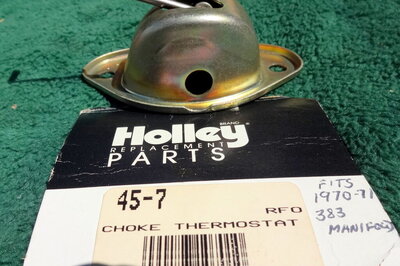 Holley
BRAND
REPLACEMENT
PARTS
45-7
RFO
CHOKE THERMOSTAT
FITS
1970-71
383
MANIFOLD